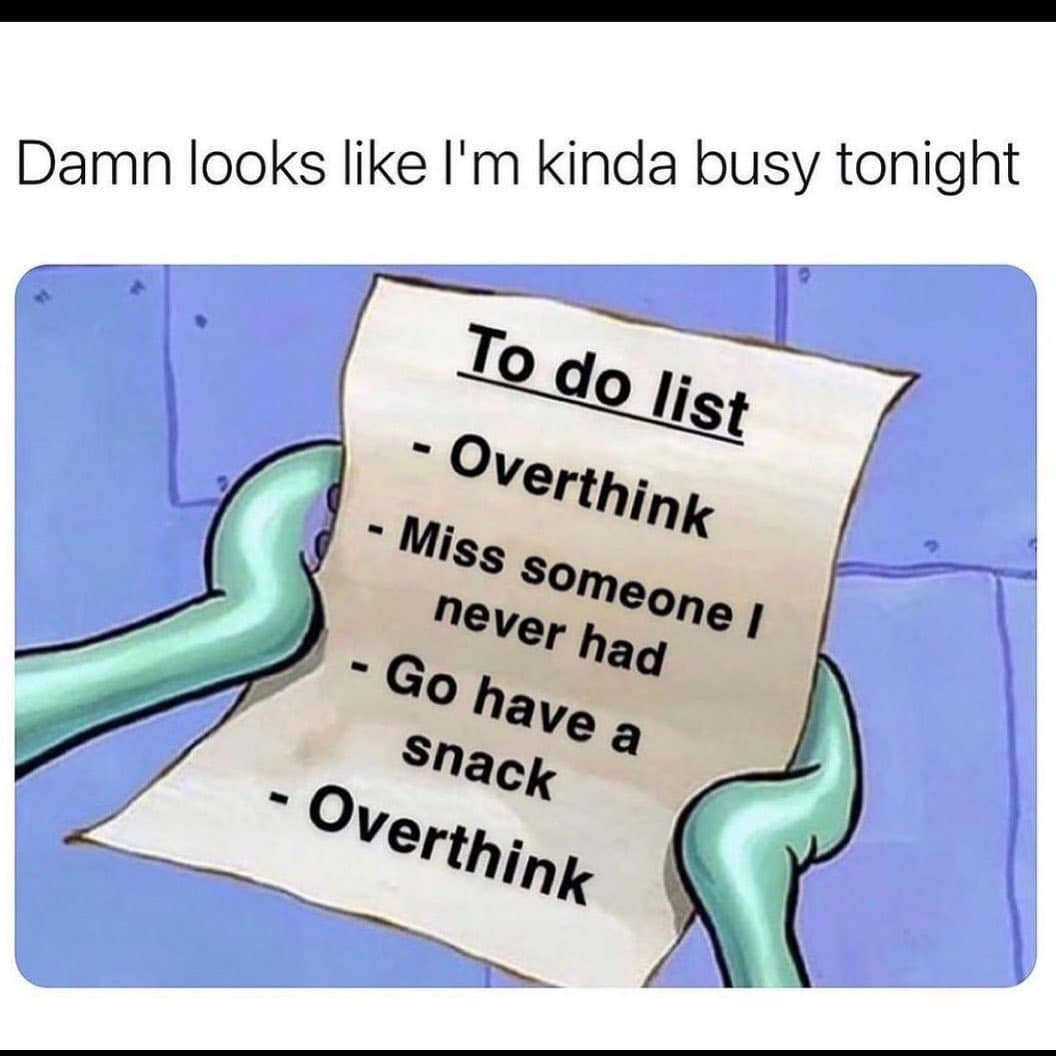 Damn looks like I'm kinda busy tonight
To do list
- Overthink
- Miss someone I
never had
- Go have a
snack
- Overthink